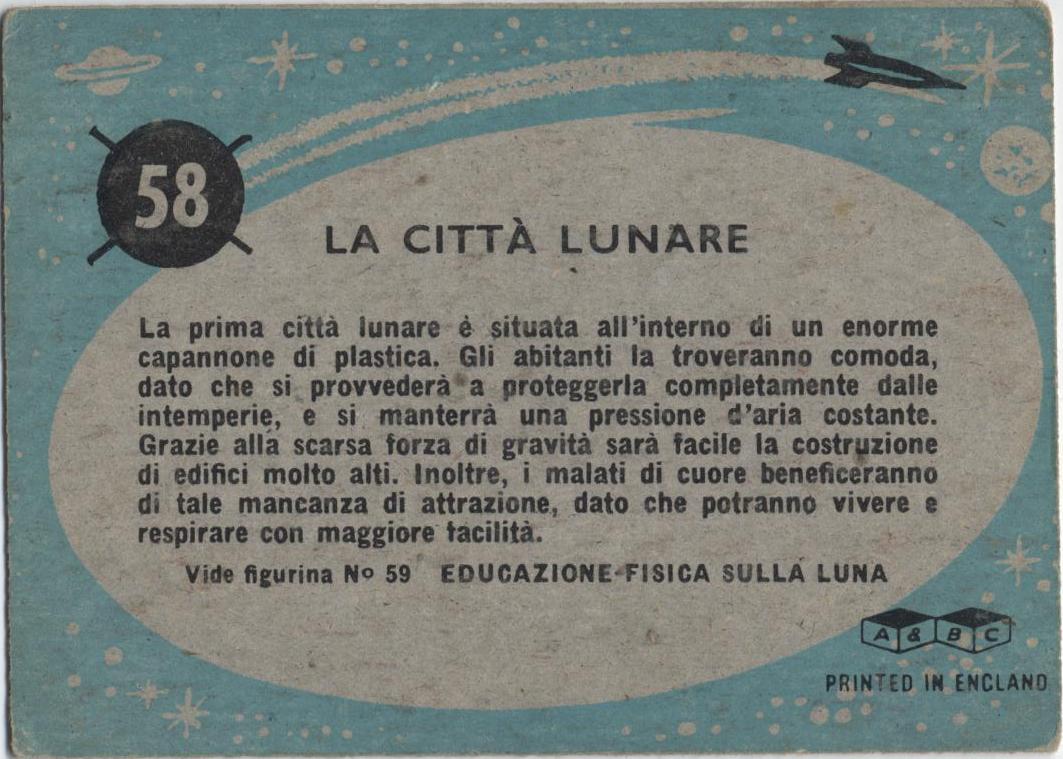 58
LA CITTÀ LUNARE
La prima città lunare è situata all'interno di un enorme
capannone di plastica. Gli abitanti la troveranno comoda,
dato che si provvederà a proteggerla completamente dalle
intemperie, e si manterrà una pressione d'aria costante.
Grazie alla scarsa forza di gravità sarà facile la costruzione
di edifici molto alti. Inoltre, i malati di cuore beneficeranno
di tale mancanza di attrazione, dato che potranno vivere e
respirare con maggiore facilità.
Vide figurina Nº 59 EDUCAZIONE FISICA SULLA LUNA
A & B C
PRINTED IN ENGLAND